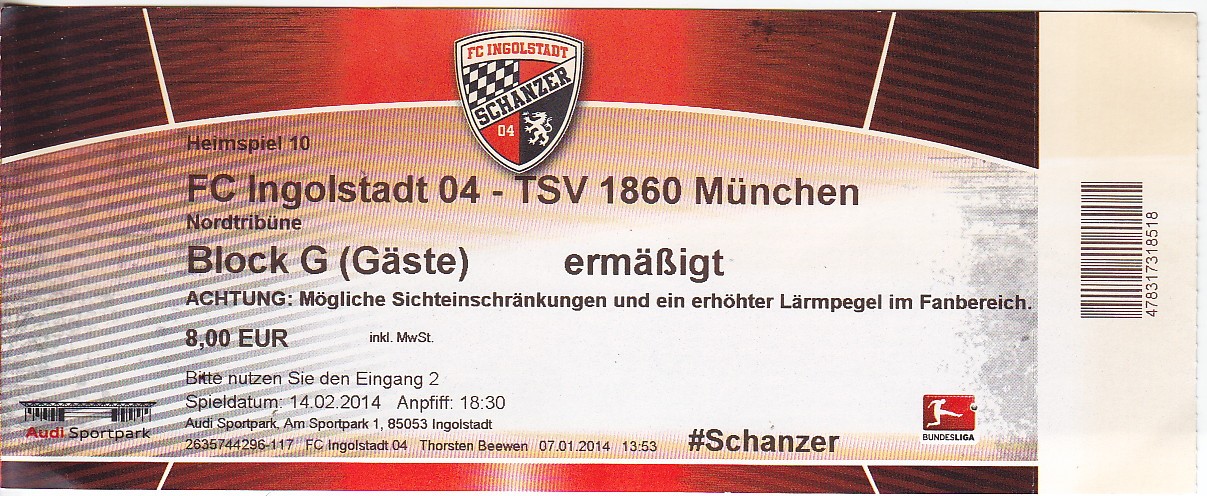 FC INGOLSTADT
SCHANZER
04
Heimspiel 10
FC Ingolstadt 04 - TSV 1860 München
Nordtribüne
Block G (Gäste) ermäßigt
ACHTUNG: Mögliche Sichteinschränkungen und ein erhöhter Lärmpegel im Fanbereich.
8,00 EUR inkl. MwSt.
Bitte nutzen Sie den Eingang 2
Spieldatum: 14.02.2014 Anpfiff: 18:30
Audi Sportpark, Am Sportpark 1, 85053 Ingolstadt
2635744296-117 FC Ingolstadt 04 Thorsten Beewen 07.01.2014 13:53
#Schanzer
Audi Sportpark
BUNDESLIGA
478317318518